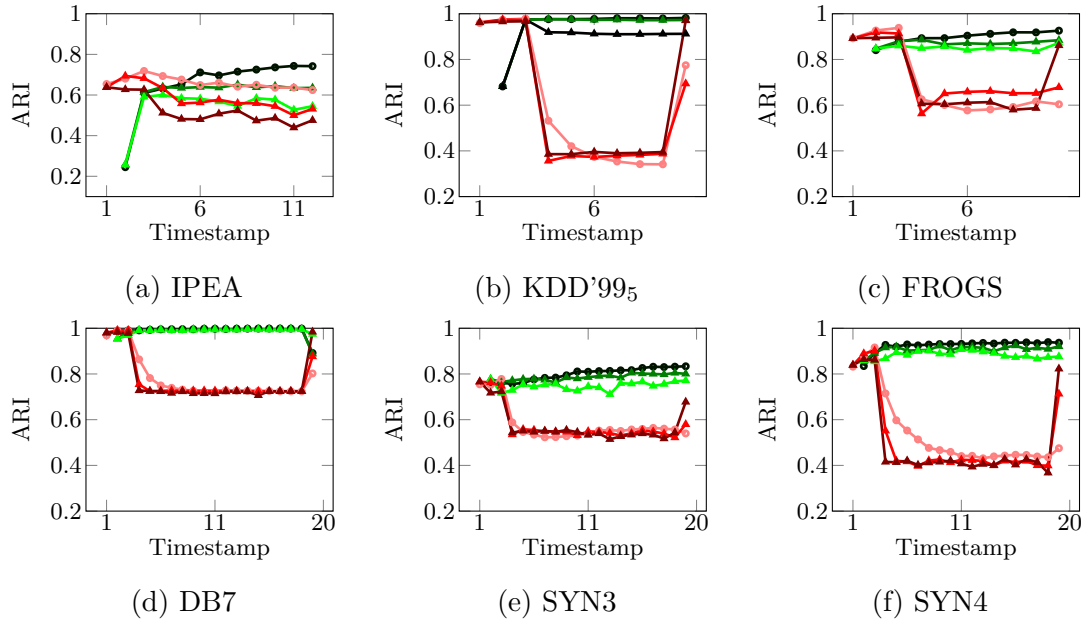 1
0.8
0.6
0.4
0.2
ARI
1 6 11
Timestamp
(a) IPEA
1
0.8
0.6
0.4
0.2
ARI
1 6
Timestamp
(b) KDD'99₅
1
0.8
0.6
0.4
0.2
ARI
1 6
Timestamp
(c) FROGS
1
0.8
0.6
0.4
0.2
ARI
1 11 20
Timestamp
(d) DB7
1
0.8
0.6
0.4
0.2
ARI
1 11 20
Timestamp
(e) SYN3
1
0.8
0.6
0.4
0.2
ARI
1 11 20
Timestamp
(f) SYN4